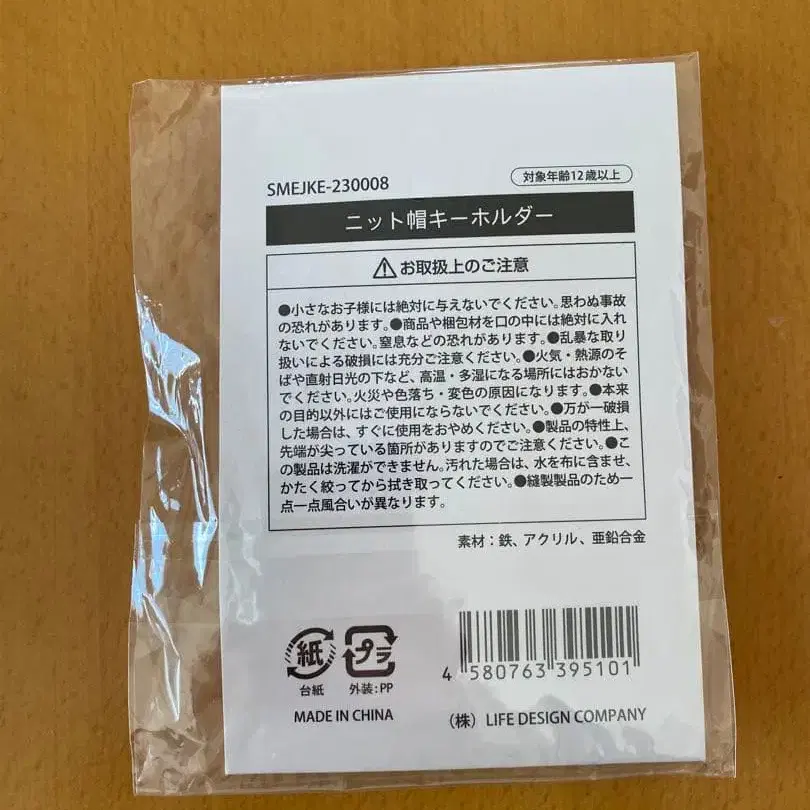 SMEJKE-230008
対象年齢12歳以上
ニット帽キーホルダー
お取扱上のご注意
●小さなお子様には絶対に与えないでください。思わぬ事故
の恐れがあります。●商品や梱包材を口の中には絶対に入れ
ないでください。窒息などの恐れがあります。●乱暴な取り
扱いによる破損には充分ご注意ください。●火気・熱源のそ
ばや直射日光の下など、高温・多湿になる場所にはおかない
でください。火災や色落ち・変色の原因になります。●本来
の目的以外にはご使用にならないでください。●万が一破損
した場合は、すぐに使用をおやめください。●製品の特性上、
先端が尖っている箇所がありますのでご注意ください。●こ
の製品は洗濯ができません。汚れた場合は、水を布に含ませ、
かたく絞ってから拭き取ってください。●縫製製品のため一
点一点風合いが異なります。
素材：鉄、アクリル、亜鉛合金
紙
プラ
台紙
外装：PP
4 580763 395101
MADE IN CHINA
（株）LIFE DESIGN COMPANY